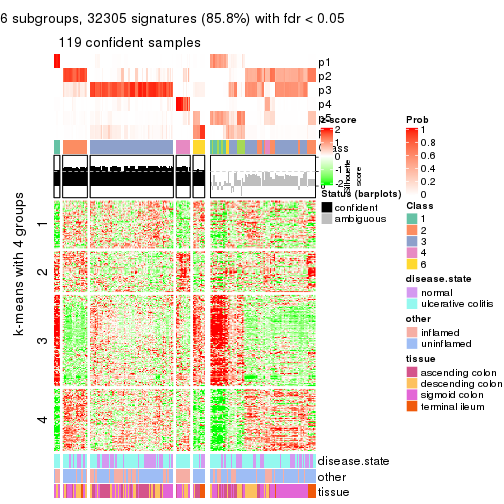 6 subgroups, 32305 signatures (85.8%) with fdr < 0.05
119 confident samples
p1
p2
p3
p4
p5
Class
silhouette
score
k-means with 4 groups
1
2
3
4
disease.state
other
tissue
z-score
2
1
0
-1
-2
Status (barplots)
confident
ambiguous
Prob
1
0.8
0.6
0.4
0.2
0
Class
1
2
3
4
6
disease.state
normal
ulcerative colitis
other
inflamed
uninflamed
tissue
ascending colon
descending colon
sigmoid colon
terminal ileum